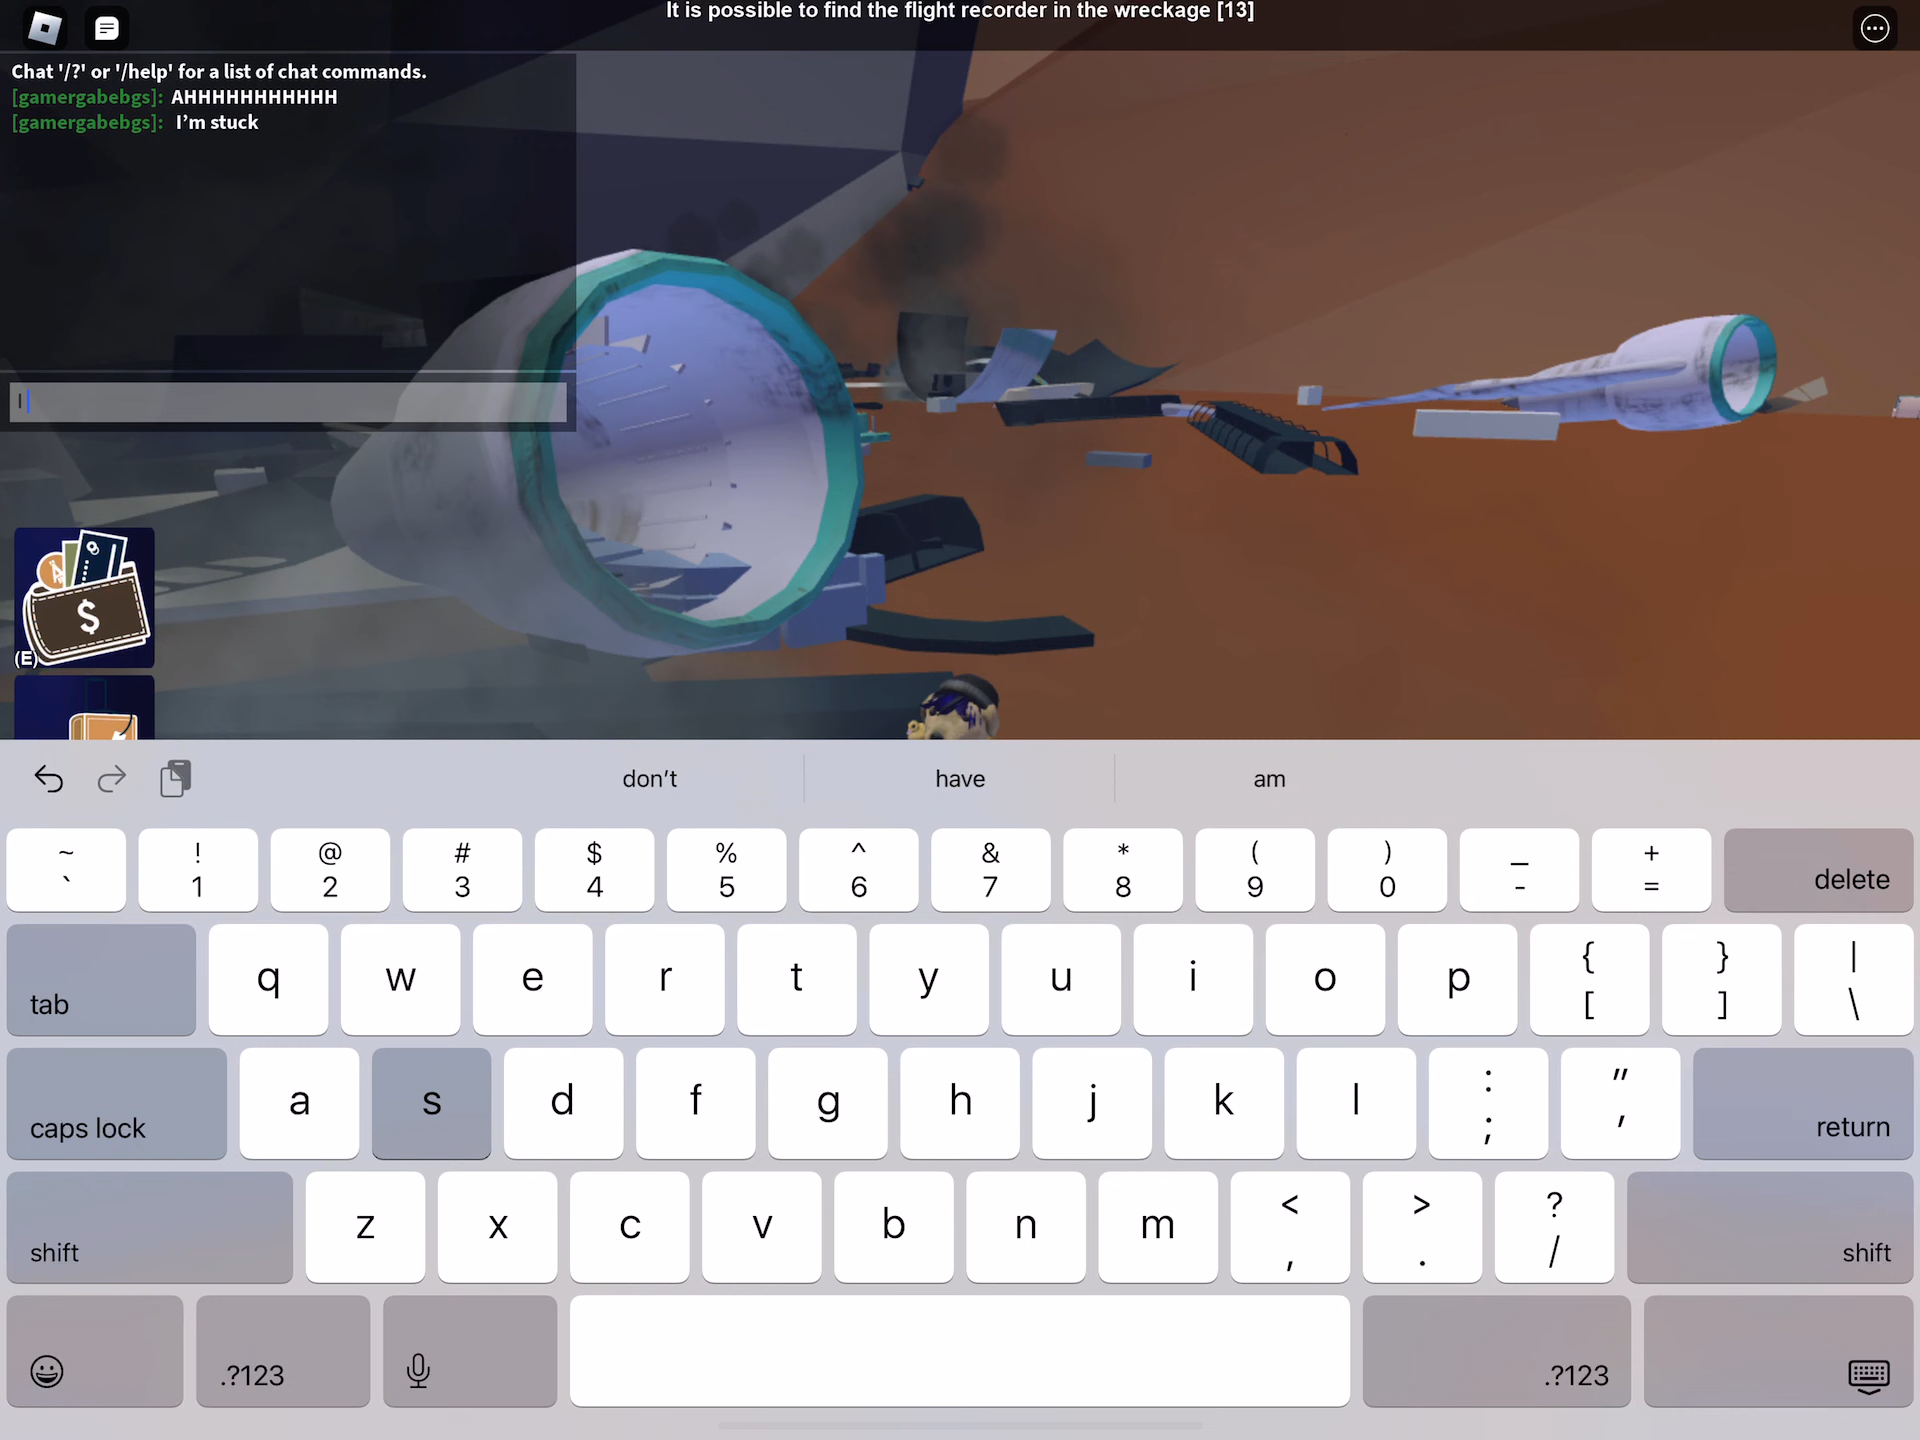 It is possible to find the flight recorder in the wreckage [13]
Chat '/?' or '/help' for a list of chat commands.
[gamergabebgs]: AHHHHHHHHHHH
[gamergabebgs]: I'm stuck
I
$
(E)
don't have am
~ ! @ # $ % ^ & * ( ) _ +
` 1 2 3 4 5 6 7 8 9 0 - = delete
tab q w e r t y u i o p { [ } ] | \
caps lock a s d f g h j k l : ; " ' return
shift z x c v b n m < , > . ? / shift
.?123 .?123